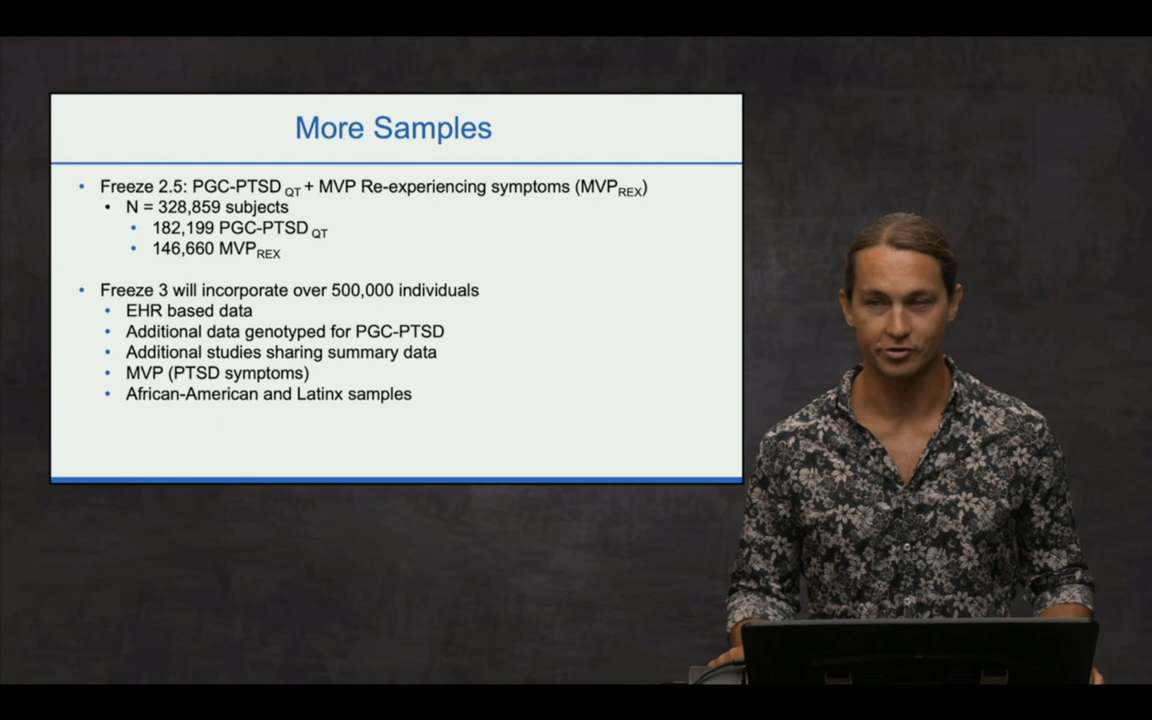 More Samples
• Freeze 2.5: PGC-PTSD QT + MVP Re-experiencing symptoms (MVPREX)
• N = 328,859 subjects
• 182,199 PGC-PTSD QT
• 146,660 MVPREX
• Freeze 3 will incorporate over 500,000 individuals
• EHR based data
• Additional data genotyped for PGC-PTSD
• Additional studies sharing summary data
• MVP (PTSD symptoms)
• African-American and Latinx samples